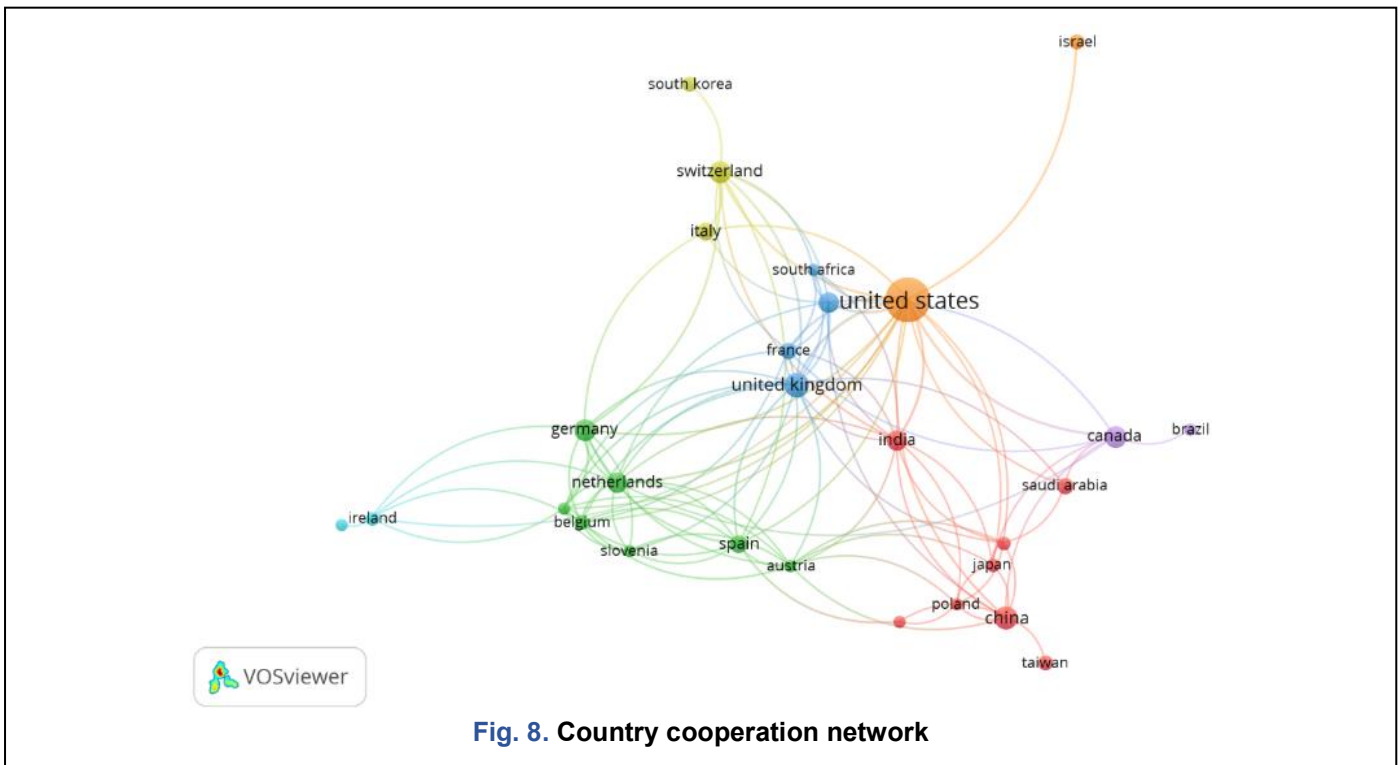 israel
south korea
switzerland
italy
south africa
united states
france
united kingdom
germany
india
canada
brazil
netherlands
saudi arabia
ireland
belgium
spain
slovenia
austria
japan
poland
china
taiwan
VOSviewer
Fig. 8. Country cooperation network